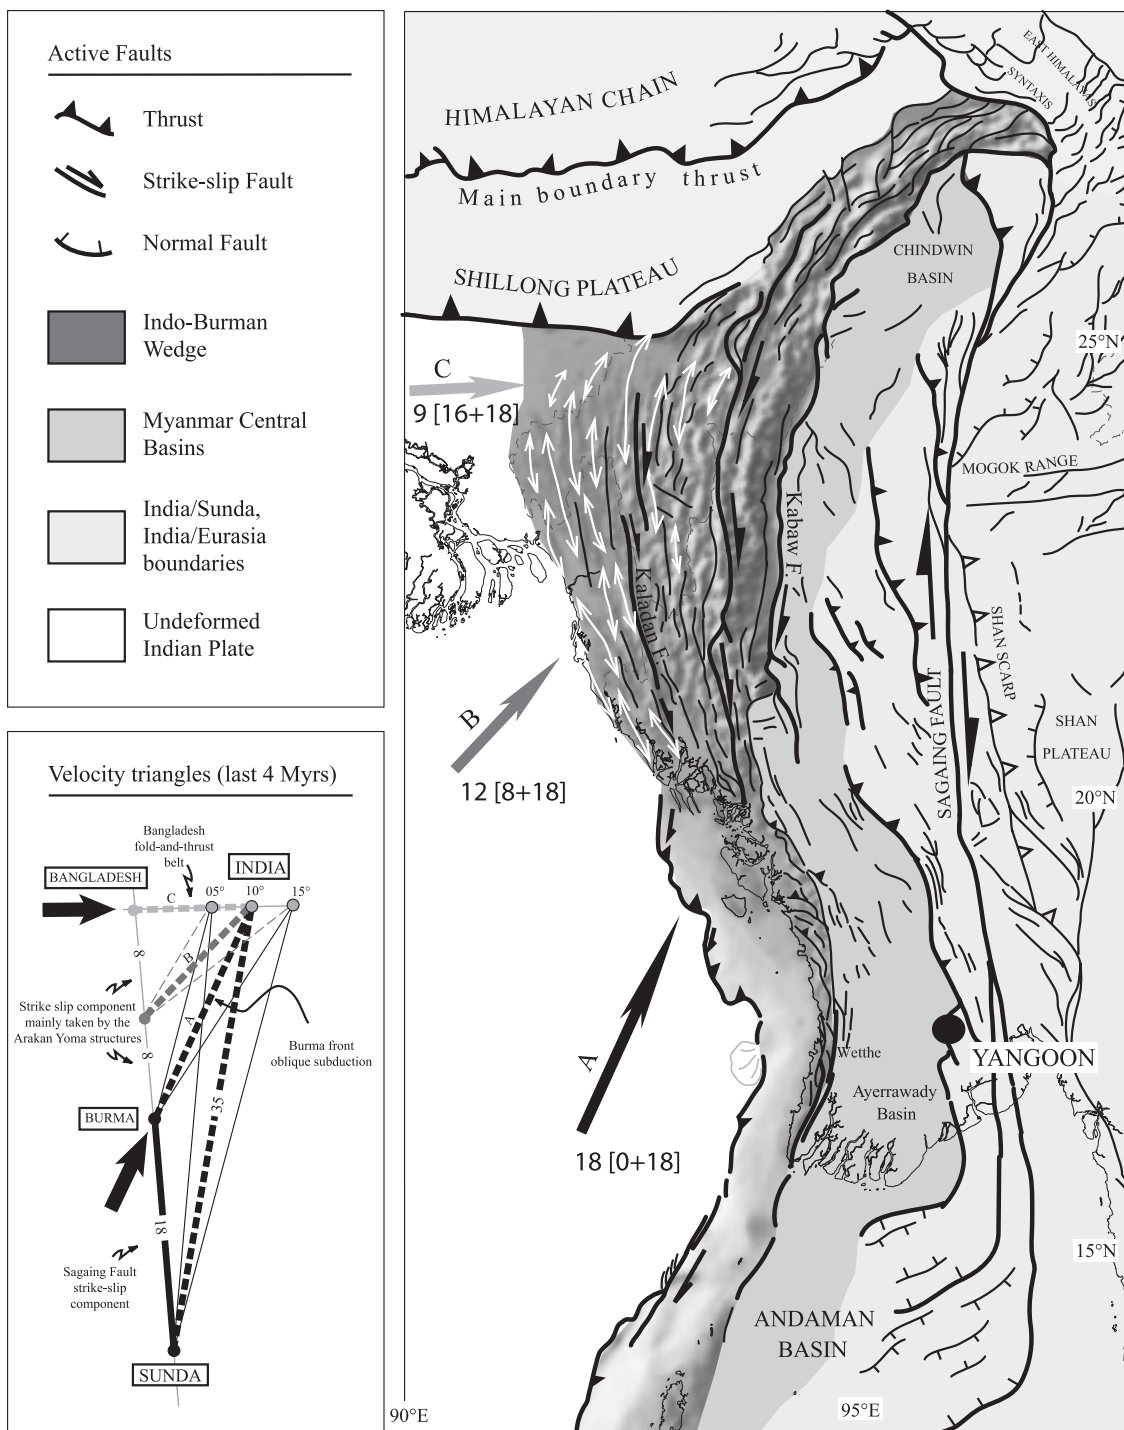 Active Faults
Thrust
Strike-slip Fault
Normal Fault
Indo-Burman
Wedge
Myanmar Central
Basins
India/Sunda,
India/Eurasia
boundaries
Undeformed
Indian Plate
Velocity triangles (last 4 Myrs)
Bangladesh
fold-and-thrust
belt
INDIA
BANGLADESH
C
05°
10°
15°
8
B
Strike slip component
mainly taken by the
Arakan Yoma structures
8
A
Burma front
oblique subduction
35
BURMA
18
Sagaing Fault
strike-slip
component
SUNDA
HIMALAYAN CHAIN
EAST HIMALAYAS
SYNTAXIS
Main boundary thrust
CHINDWIN
BASIN
SHILLONG PLATEAU
25°N
C
9 [16+18]
MOGOK RANGE
Kabaw F.
Kaladan F.
SHAN SCARP
SAGAING FAULT
SHAN
PLATEAU
B
12 [8+18]
20°N
A
18 [0+18]
Wetthe
YANGOON
Ayerrawady
Basin
15°N
ANDAMAN
BASIN
90°E
95°E